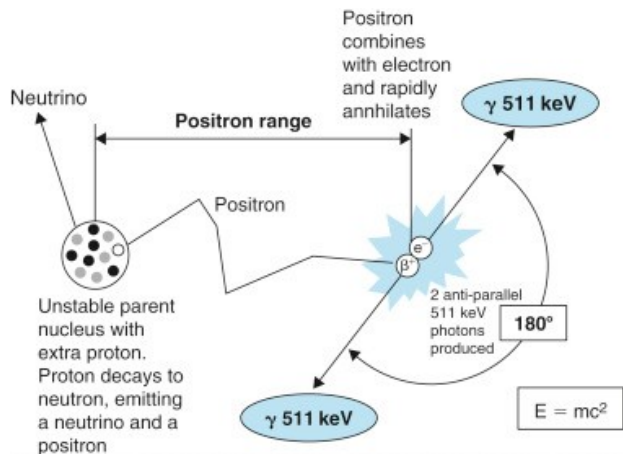 Neutrino
Positron range
Positron
combines
with electron
and rapidly
annhilates
γ 511 keV
Positron
e⁻
β⁺
Unstable parent
nucleus with
extra proton.
Proton decays to
neutron, emitting
a neutrino and a
positron
2 anti-parallel
511 keV
photons
produced
180°
γ 511 keV
E = mc²